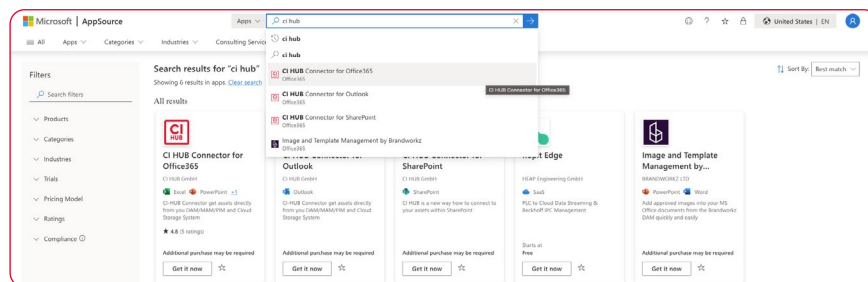 Microsoft | AppSource
Apps
ci hub
United States | EN
All
Apps
Categories
Industries
Consulting Servic
ci hub
ci hub
CI HUB Connector for Office365
Office365
CI HUB Connector for Office365
CI HUB Connector for Outlook
Office365
CI HUB Connector for SharePoint
Office365
Image and Template Management by Brandworkz
Office365
Filters
Search filters
Products
Categories
Industries
Trials
Pricing Model
Ratings
Compliance
Search results for "ci hub"
Showing 6 results in apps. Clear search
Sort By: Best match
All results
CI
HUB
CI HUB Connector for
Office365
CI HUB GmbH
Excel PowerPoint +1
CI-HUB Connector get assets directly
from you DAM/MAM/PIM and Cloud
Storage System
4.6 (5 ratings)
Additional purchase may be required
Get it now
Outlook
CI HUB GmbH
Outlook
CI-HUB Connector get assets directly
from you DAM/MAM/PIM and Cloud
Storage System
Additional purchase may be required
Get it now
SharePoint
CI HUB GmbH
SharePoint
CI HUB is a new way how to connect to
your assets within SharePoint
Additional purchase may be required
Get it now
Edge
HEAP Engineering GmbH
SaaS
PLC to Cloud Data Streaming &
Beckhoff IPC Management
Starts at
Free
Get it now
Image and Template
Management by...
BRANDWORKZ LTD
PowerPoint Word
Add approved images into your MS
Office documents from the Brandworkz
DAM quickly and easily
Additional purchase may be required
Get it now